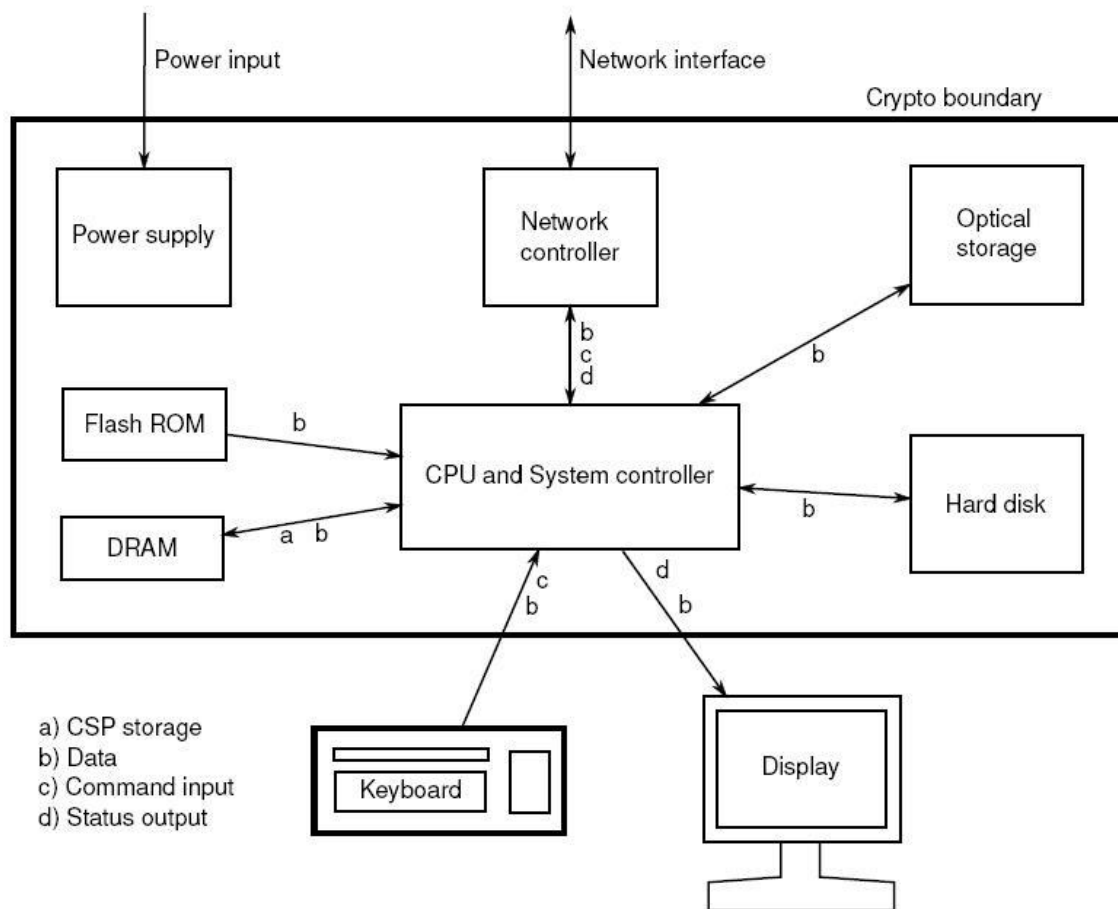 Power input
Network interface
Crypto boundary
Power supply
Network
controller
Optical
storage
b
c
d
b
Flash ROM
b
CPU and System controller
b
Hard disk
DRAM
a b
c
b
d
b
a) CSP storage
b) Data
c) Command input
d) Status output
Keyboard
Display